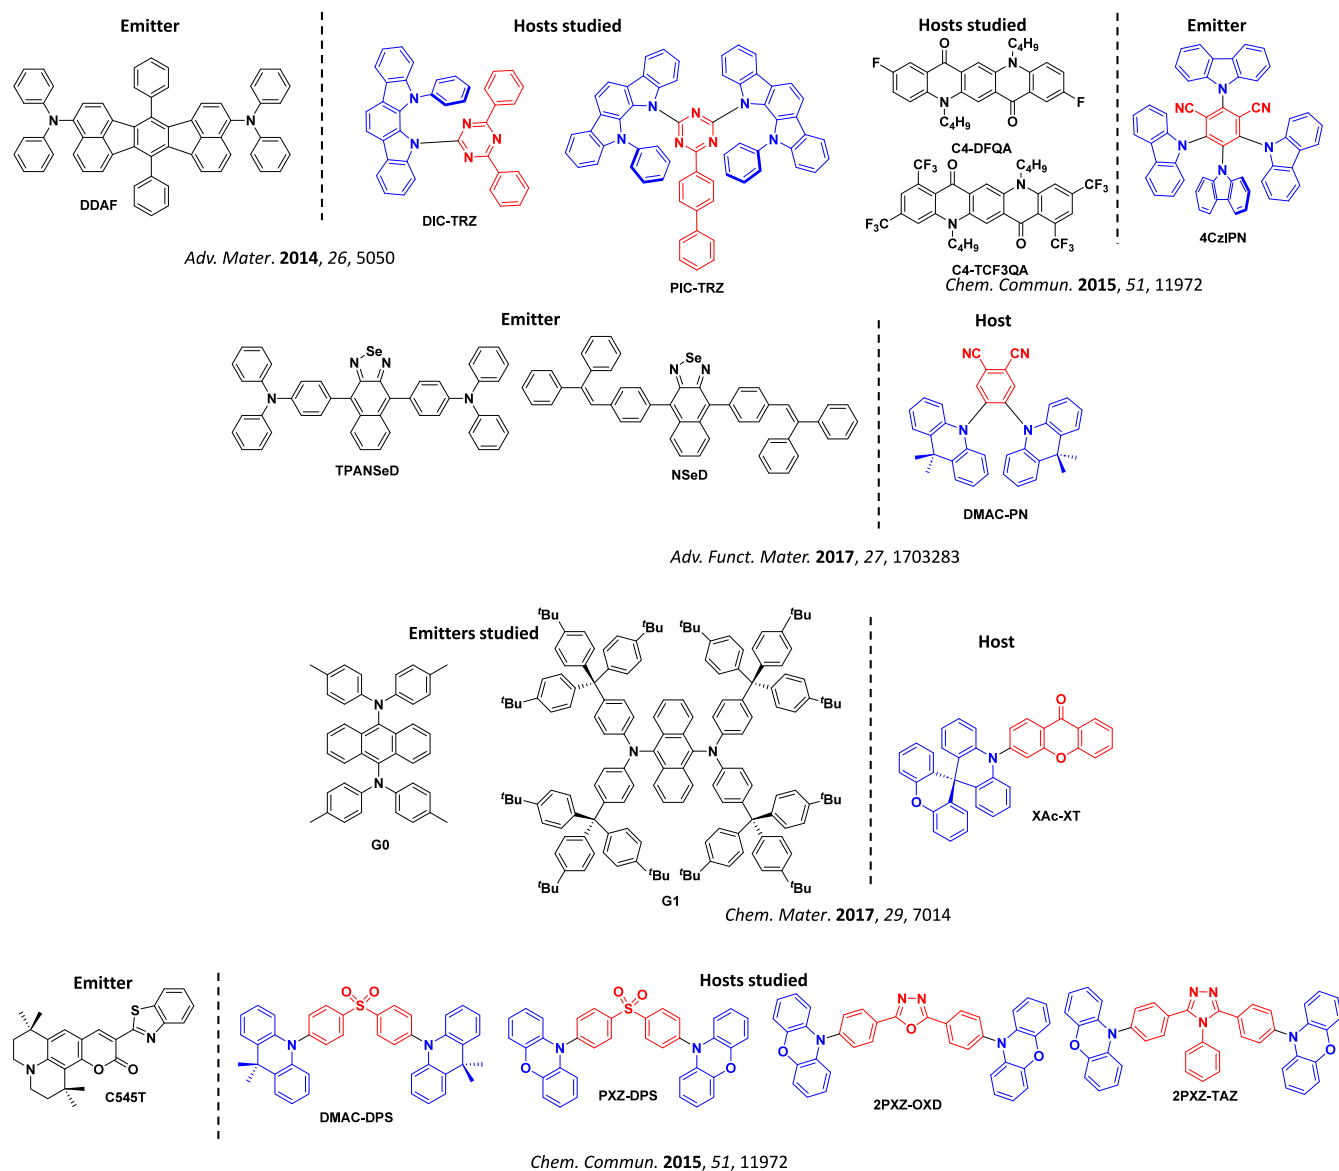 Emitter
N
N
DDAF
Hosts studied
N
N
N
N
N
DIC-TRZ
N
N
N
N
N
N
N
PIC-TRZ
Adv. Mater. 2014, 26, 5050
Hosts studied
O
C4H9
N
F
F
N
C4H9
O
C4-DFQA
CF3
O
C4H9
N
CF3
F3C
N
C4H9
O
CF3
C4-TCF3QA
Emitter
N
NC
CN
N
N
N
4CzIPN
Chem. Commun. 2015, 51, 11972
Emitter
Se
N
N
N
N
TPANSeD
Se
N
N
NSeD
Host
NC
CN
N
N
DMAC-PN
Adv. Funct. Mater. 2017, 27, 1703283
Emitters studied
N
N
G0
tBu
tBu
tBu
tBu
tBu
tBu
tBu
tBu
N
N
tBu
tBu
tBu
tBu
G1
Host
O
N
O
O
XAc-XT
Chem. Mater. 2017, 29, 7014
Emitter
S
N
N
O
O
C545T
Hosts studied
O
O
S
N
N
DMAC-DPS
O
O
S
N
N
O
O
PXZ-DPS
N
N
O
N
N
O
O
2PXZ-OXD
N
N
N
N
N
O
O
2PXZ-TAZ
Chem. Commun. 2015, 51, 11972